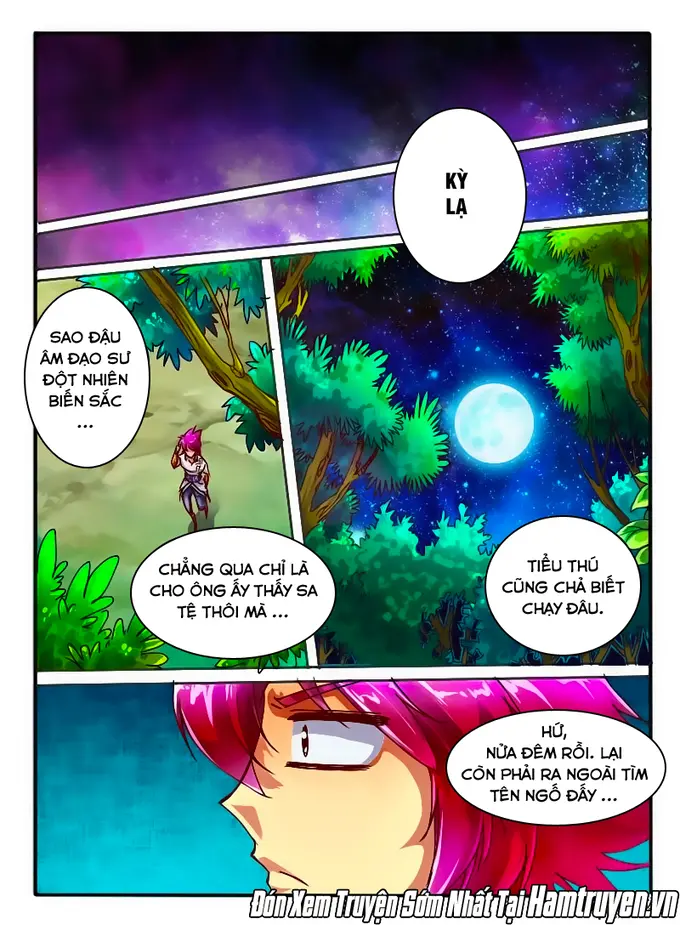 KỲ
LẠ
SAO ĐẬU
ÂM ĐẠO SƯ
ĐỘT NHIÊN
BIẾN SẮC
...
CHẲNG QUA CHỈ LÀ
CHO ÔNG ẤY THẤY SA
TỆ THÔI MÀ ...
TIỂU THÚ
CŨNG CHẢ BIẾT
CHẠY ĐÂU.
HỨ,
NỬA ĐÊM RỒI. LẠI
CÒN PHẢI RA NGOÀI TÌM
TÊN NGỐ ĐẤY ...
Đón Xem Truyện Sớm Nhất Tại Hamtruyen.vn